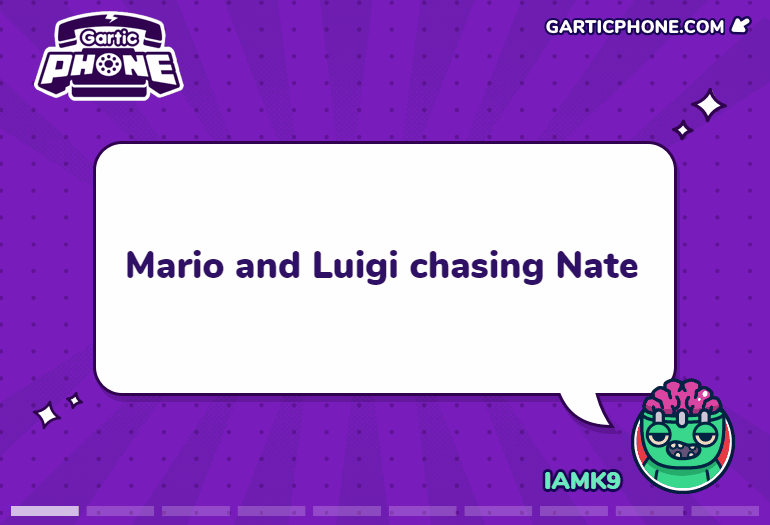 Gartic
PHONE
GARTICPHONE.COM
Mario and Luigi chasing Nate
IAMK9